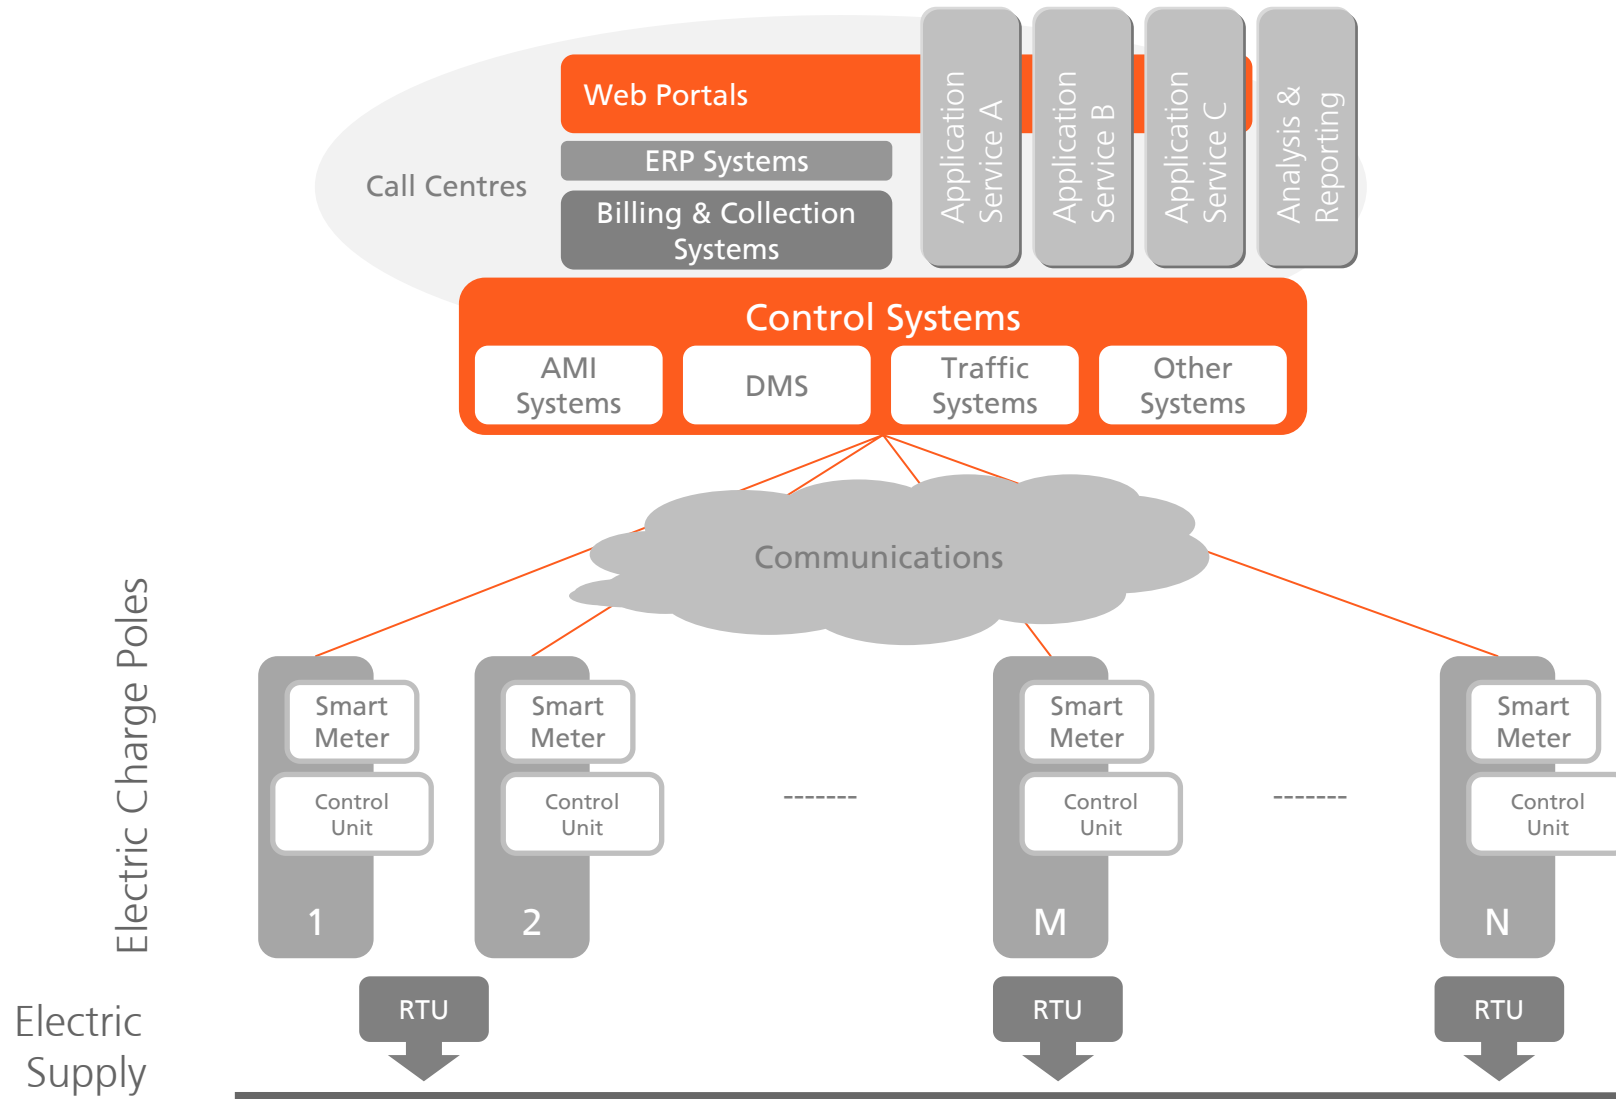 Web Portals
ERP Systems
Call Centres
Billing & Collection
Systems
Application
Service A
Application
Service B
Application
Service C
Analysis &
Reporting
Control Systems
AMI
Systems
DMS
Traffic
Systems
Other
Systems
Communications
Electric Charge Poles
Smart
Meter
Control
Unit
1
Smart
Meter
Control
Unit
2
-------
Smart
Meter
Control
Unit
M
-------
Smart
Meter
Control
Unit
N
Electric
Supply
RTU
RTU
RTU